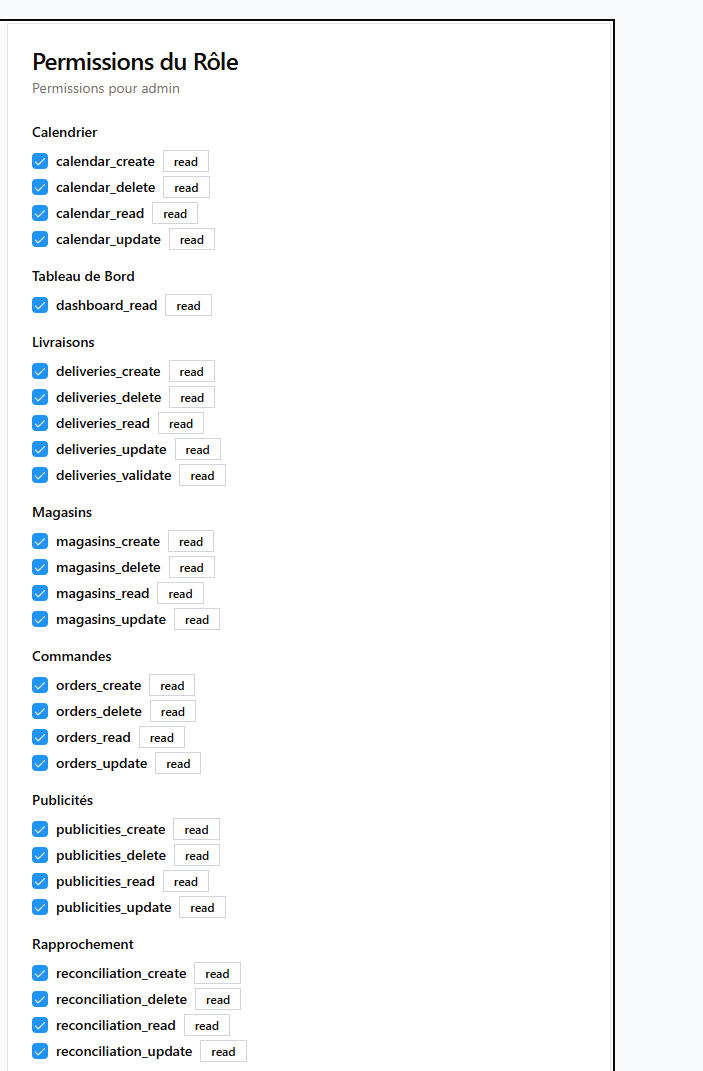 Permissions du Rôle
Permissions pour admin
Calendrier
calendar_create read
calendar_delete read
calendar_read read
calendar_update read
Tableau de Bord
dashboard_read read
Livraisons
deliveries_create read
deliveries_delete read
deliveries_read read
deliveries_update read
deliveries_validate read
Magasins
magasins_create read
magasins_delete read
magasins_read read
magasins_update read
Commandes
orders_create read
orders_delete read
orders_read read
orders_update read
Publicités
publicities_create read
publicities_delete read
publicities_read read
publicities_update read
Rapprochement
reconciliation_create read
reconciliation_delete read
reconciliation_read read
reconciliation_update read